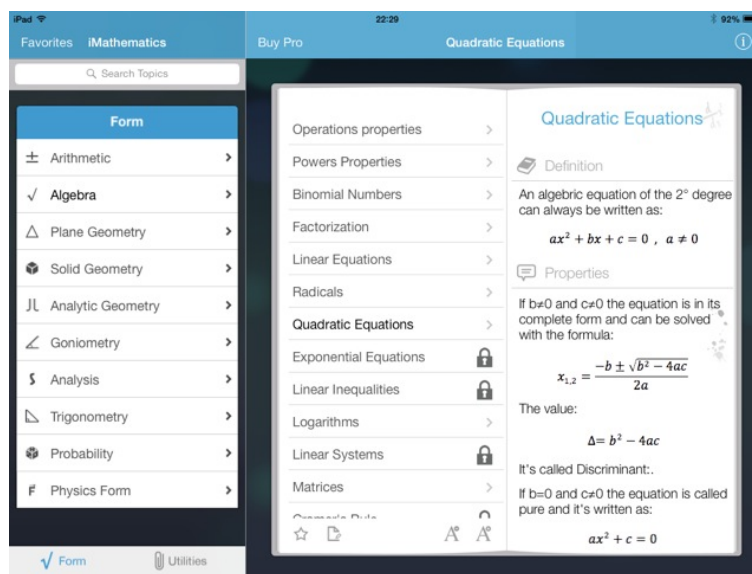 iPad 22:29 92%
Favorites iMathematics Buy Pro Quadratic Equations
Search Topics
Form
± Arithmetic
√ Algebra
Plane Geometry
Solid Geometry
Analytic Geometry
Goniometry
Analysis
Trigonometry
Probability
Physics Form
√ Form
Utilities
Operations properties
Powers Properties
Binomial Numbers
Factorization
Linear Equations
Radicals
Quadratic Equations
Exponential Equations
Linear Inequalities
Logarithms
Linear Systems
Matrices
Quadratic Equations
Definition
An algebric equation of the 2° degree
can always be written as:
ax² + bx + c = 0 , a ≠ 0
Properties
If b≠0 and c≠0 the equation is in its
complete form and can be solved
with the formula:
x₁,₂ = (-b ± √(b² − 4ac)) / 2a
The value:
Δ= b² − 4ac
It's called Discriminant:.
If b=0 and c≠0 the equation is called
pure and it's written as:
ax² + c = 0